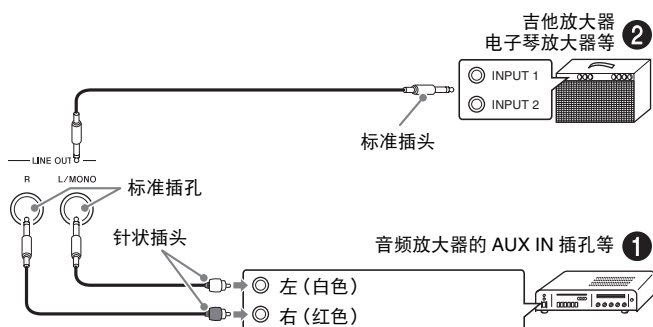 吉他放大器
电子琴放大器等 ❷
INPUT 1
INPUT 2
标准插头
LINE OUT
R L/MONO
标准插孔
针状插头
音频放大器的 AUX IN 插孔等 ❶
左（白色）
右（红色）